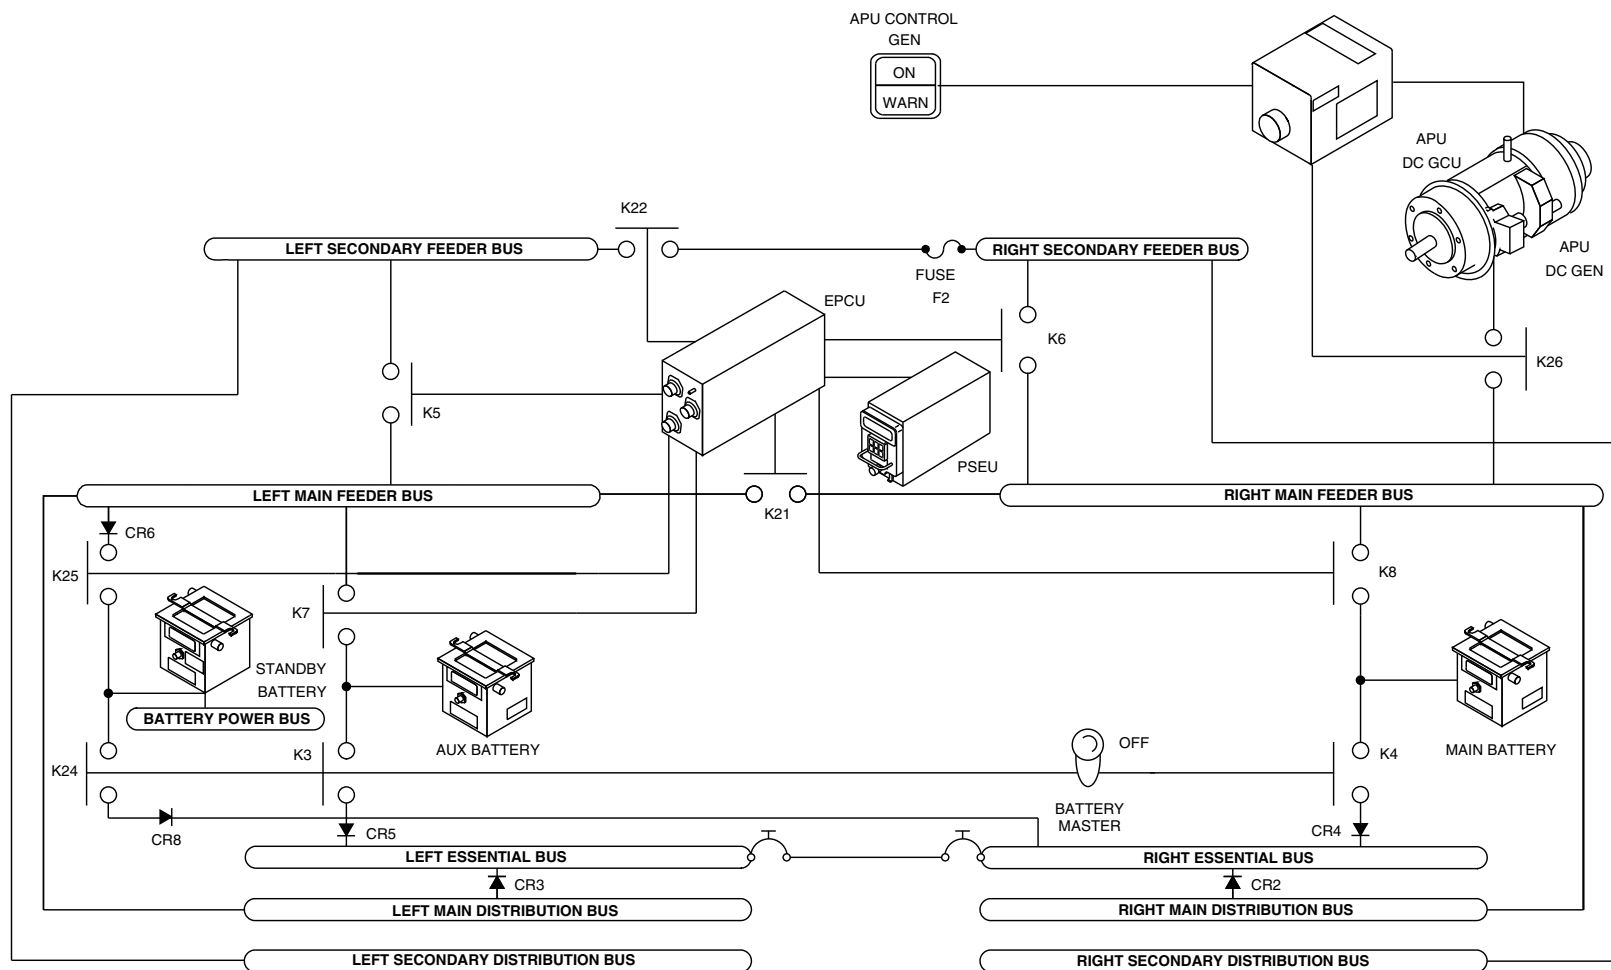 APU CONTROL
GEN
ON
WARN
APU
DC GCU
APU
DC GEN
K22
LEFT SECONDARY FEEDER BUS
FUSE
F2
RIGHT SECONDARY FEEDER BUS
EPCU
K6
K26
K5
PSEU
LEFT MAIN FEEDER BUS
K21
RIGHT MAIN FEEDER BUS
CR6
K25
K7
K8
STANDBY
BATTERY
BATTERY POWER BUS
AUX BATTERY
MAIN BATTERY
K24
K3
OFF
K4
BATTERY
MASTER
CR8
CR5
CR4
LEFT ESSENTIAL BUS
RIGHT ESSENTIAL BUS
CR3
CR2
LEFT MAIN DISTRIBUTION BUS
RIGHT MAIN DISTRIBUTION BUS
LEFT SECONDARY DISTRIBUTION BUS
RIGHT SECONDARY DISTRIBUTION BUS